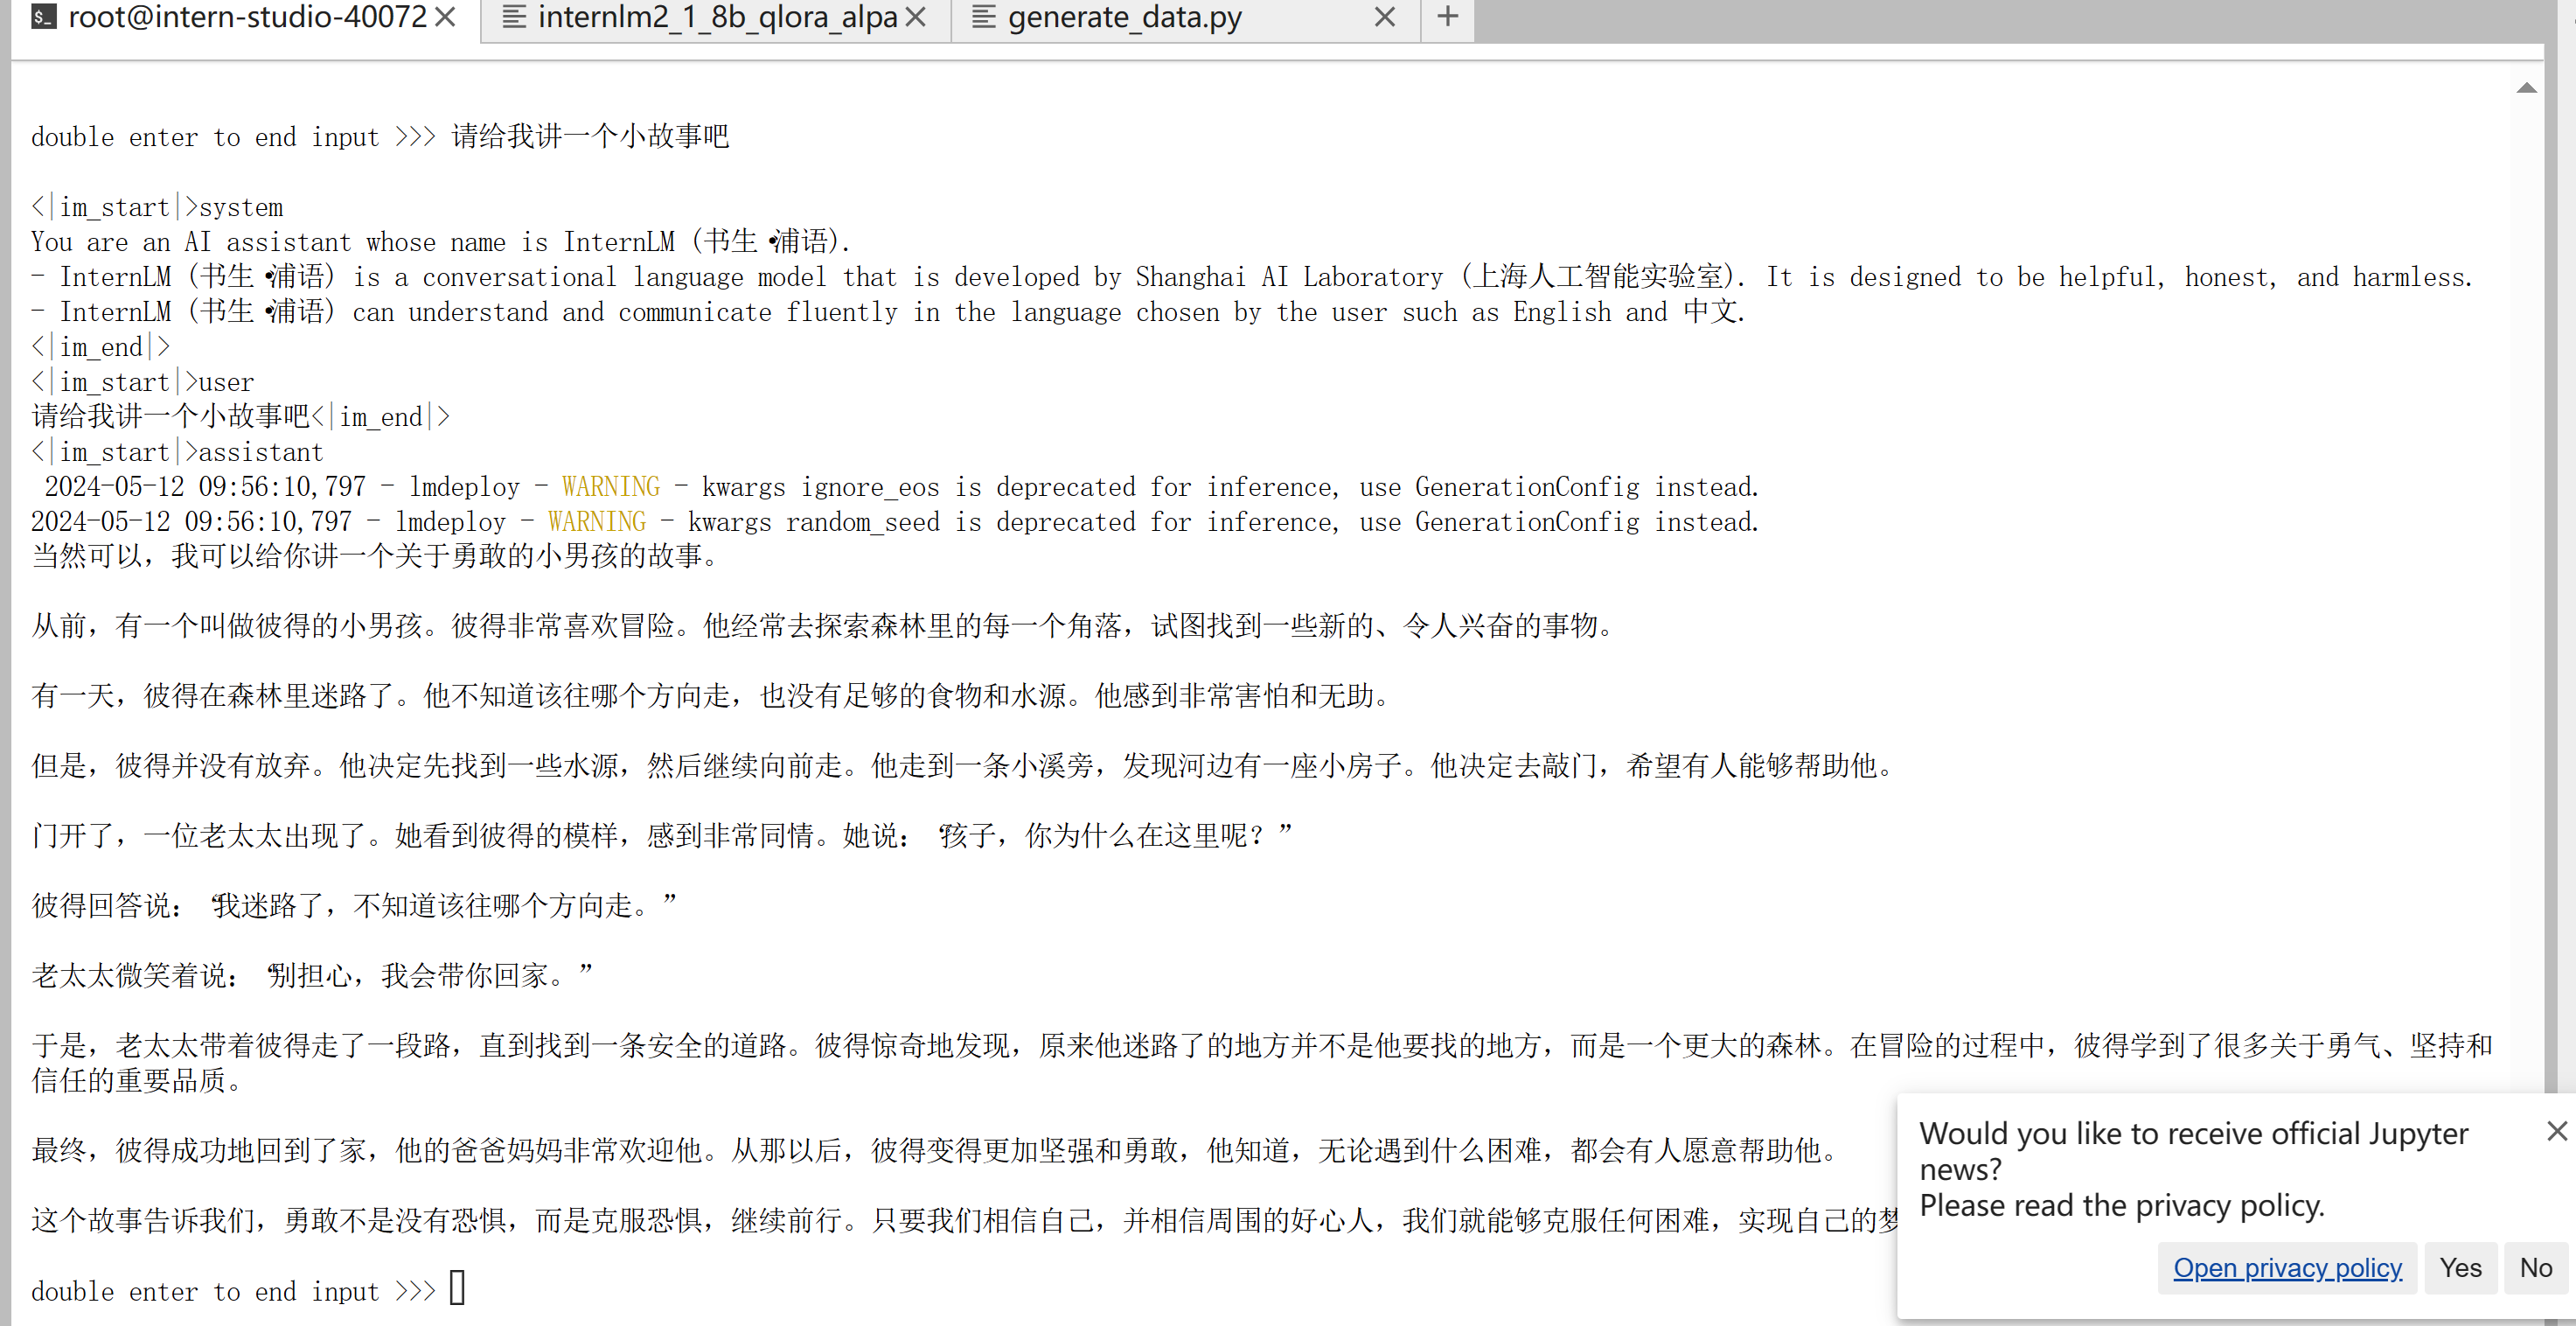 root@intern-studio-40072
internlm2_1_8b_qlora_alpa
generate_data.py
double enter to end input >>> 请给我讲一个小故事吧
<|im_start|>system
You are an AI assistant whose name is InternLM (书生·浦语).
- InternLM (书生·浦语) is a conversational language model that is developed by Shanghai AI Laboratory (上海人工智能实验室). It is designed to be helpful, honest, and harmless.
- InternLM (书生·浦语) can understand and communicate fluently in the language chosen by the user such as English and 中文.
<|im_end|>
<|im_start|>user
请给我讲一个小故事吧<|im_end|>
<|im_start|>assistant
2024-05-12 09:56:10,797 - lmdeploy - WARNING - kwargs ignore_eos is deprecated for inference, use GenerationConfig instead.
2024-05-12 09:56:10,797 - lmdeploy - WARNING - kwargs random_seed is deprecated for inference, use GenerationConfig instead.
当然可以，我可以给你讲一个关于勇敢的小男孩的故事。
从前，有一个叫做彼得的小男孩。彼得非常喜欢冒险。他经常去探索森林里的每一个角落，试图找到一些新的、令人兴奋的事物。
有一天，彼得在森林里迷路了。他不知道该往哪个方向走，也没有足够的食物和水源。他感到非常害怕和无助。
但是，彼得并没有放弃。他决定先找到一些水源，然后继续向前走。他走到一条小溪旁，发现河边有一座小房子。他决定去敲门，希望有人能够帮助他。
门开了，一位老太太出现了。她看到彼得的模样，感到非常同情。她说：“孩子，你为什么在这里呢？”
彼得回答说：“我迷路了，不知道该往哪个方向走。”
老太太微笑着说：“别担心，我会带你回家。”
于是，老太太带着彼得走了一段路，直到找到一条安全的道路。彼得惊奇地发现，原来他迷路了的地方并不是他要找的地方，而是一个更大的森林。在冒险的过程中，彼得学到了很多关于勇气、坚持和
信任的重要品质。
最终，彼得成功地回到了家，他的爸爸妈妈非常欢迎他。从那以后，彼得变得更加坚强和勇敢，他知道，无论遇到什么困难，都会有人愿意帮助他。
这个故事告诉我们，勇敢不是没有恐惧，而是克服恐惧，继续前行。只要我们相信自己，并相信周围的好心人，我们就能够克服任何困难，实现自己的梦
double enter to end input >>>
Would you like to receive official Jupyter
news?
Please read the privacy policy.
Open privacy policy
Yes
No